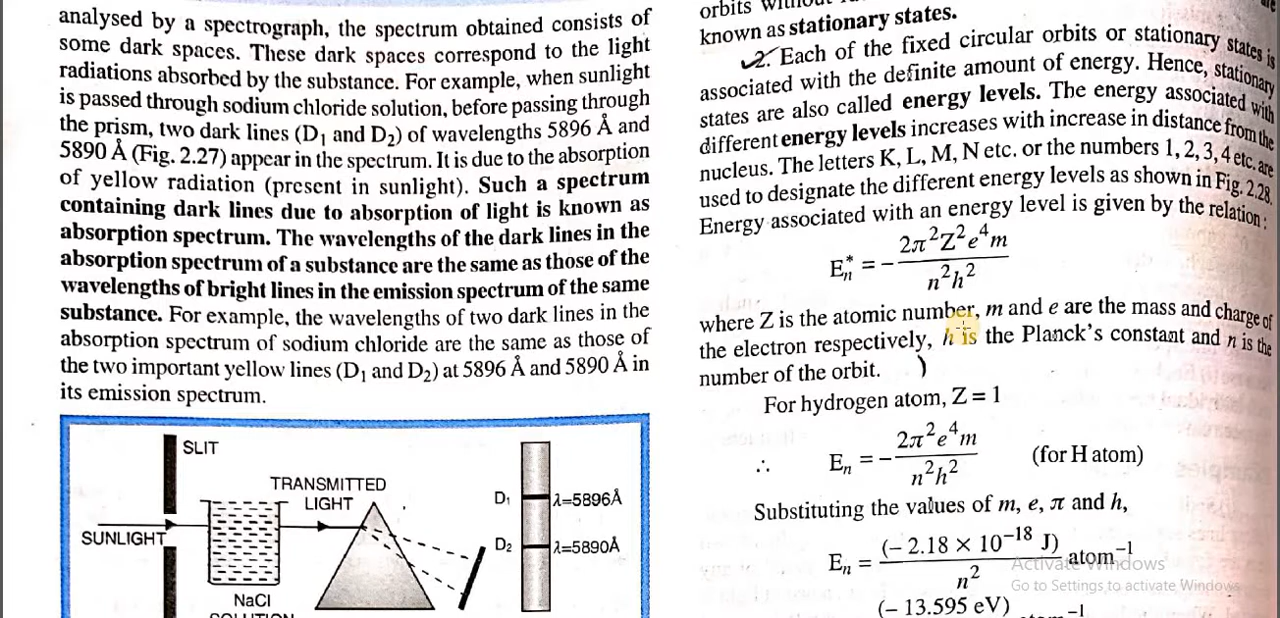 analysed by a spectrograph, the spectrum obtained consists of
some dark spaces. These dark spaces correspond to the light
radiations absorbed by the substance. For example, when sunlight
is passed through sodium chloride solution, before passing through
the prism, two dark lines (D₁ and D₂) of wavelengths 5896 Å and
5890 Å (Fig. 2.27) appear in the spectrum. It is due to the absorption
of yellow radiation (present in sunlight). Such a spectrum
containing dark lines due to absorption of light is known as
absorption spectrum. The wavelengths of the dark lines in the
absorption spectrum of a substance are the same as those of the
wavelengths of bright lines in the emission spectrum of the same
substance. For example, the wavelengths of two dark lines in the
absorption spectrum of sodium chloride are the same as those of
the two important yellow lines (D₁ and D₂) at 5896 Å and 5890 Å in
its emission spectrum.
SLIT
TRANSMITTED
LIGHT
SUNLIGHT
NaCl
SOLUTION
D₁ λ=5896Å
D₂ λ=5890Å
orbits
known as stationary states.
2. Each of the fixed circular orbits or stationary states is
associated with the definite amount of energy. Hence, stationary
states are also called energy levels. The energy associated with
different energy levels increases with increase in distance from the
nucleus. The letters K, L, M, N etc. or the numbers 1, 2, 3, 4 etc. are
used to designate the different energy levels as shown in Fig. 2.28.
Energy associated with an energy level is given by the relation :
Eₙ* = − 2π²Z²e⁴m / n²h²
where Z is the atomic number, m and e are the mass and charge of
the electron respectively, h is the Planck's constant and n is the
number of the orbit. )
For hydrogen atom, Z = 1
∴ Eₙ = − 2π²e⁴m / n²h² (for H atom)
Substituting the values of m, e, π and h,
Eₙ = (− 2.18 × 10⁻¹⁸ J) / n² atom⁻¹
(− 13.595 eV) −1
Activate Windows
Go to Settings to activate Windows